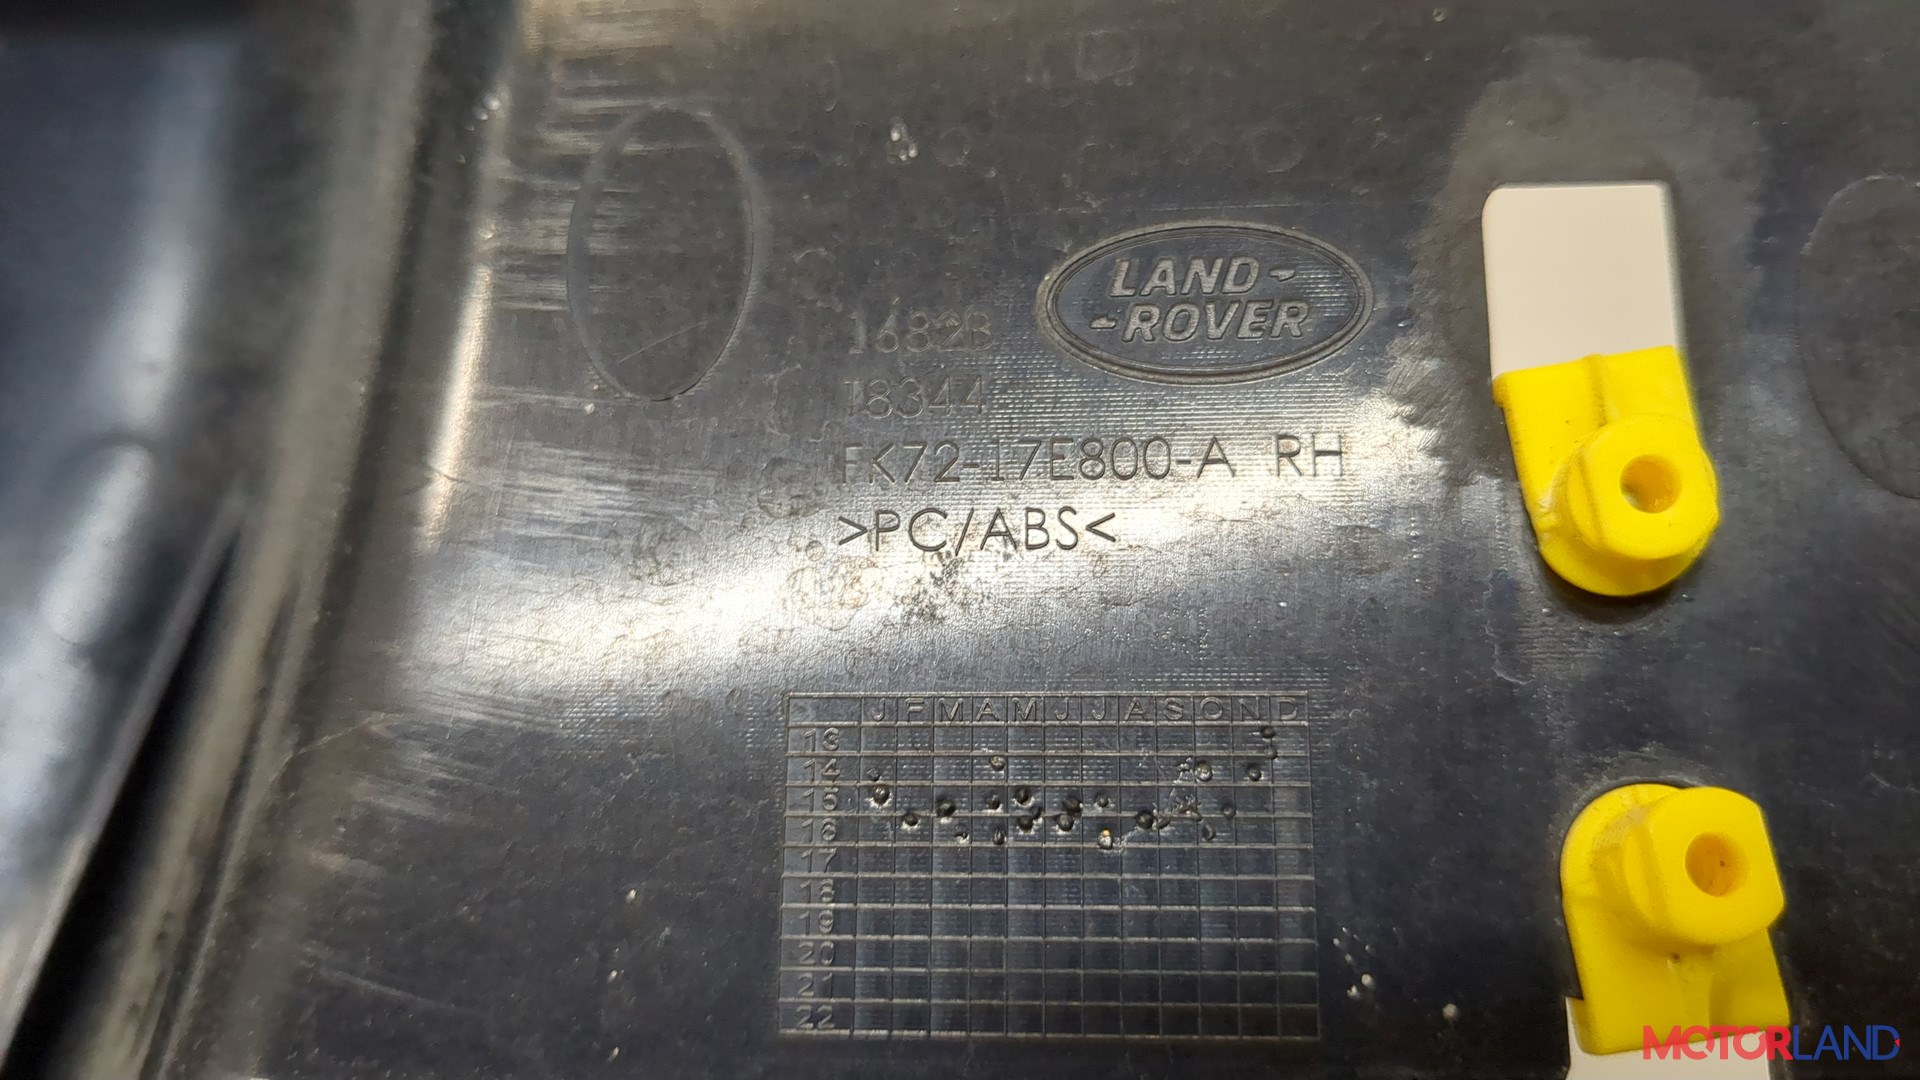 LAND-
-ROVER
16828
18344
FK72-17E800-A RH
>PC/ABS<
J F M A M J J A S O N D
13
14
15
16
17
18
19
20
21
22
MOTORLAND